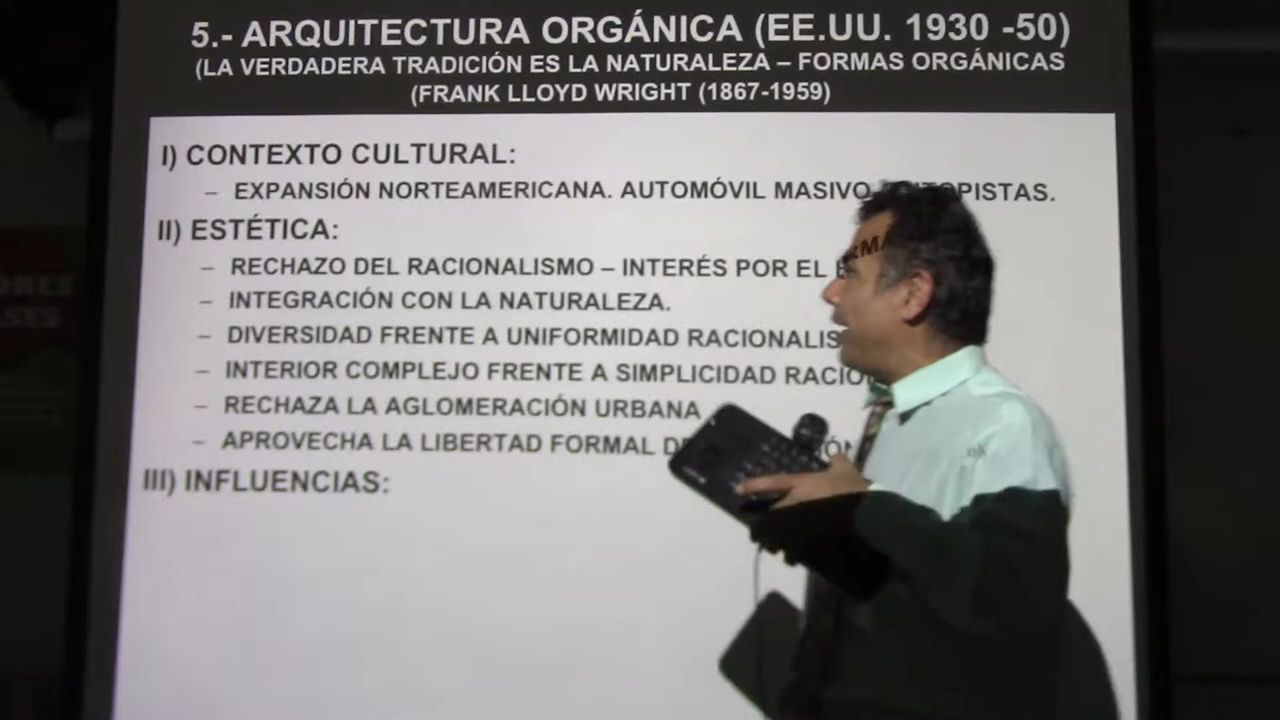 5.- ARQUITECTURA ORGÁNICA (EE.UU. 1930 -50)
(LA VERDADERA TRADICIÓN ES LA NATURALEZA – FORMAS ORGÁNICAS
(FRANK LLOYD WRIGHT (1867-1959)
I) CONTEXTO CULTURAL:
– EXPANSIÓN NORTEAMERICANA. AUTOMÓVIL MASIVO
II) ESTÉTICA:
– RECHAZO DEL RACIONALISMO – INTERÉS POR EL
– INTEGRACIÓN CON LA NATURALEZA.
– DIVERSIDAD FRENTE A UNIFORMIDAD
– INTERIOR COMPLEJO FRENTE A SIMPLICIDAD
– RECHAZA LA AGLOMERACIÓN URBANA
– APROVECHA LA LIBERTAD FORMAL
III) INFLUENCIAS: